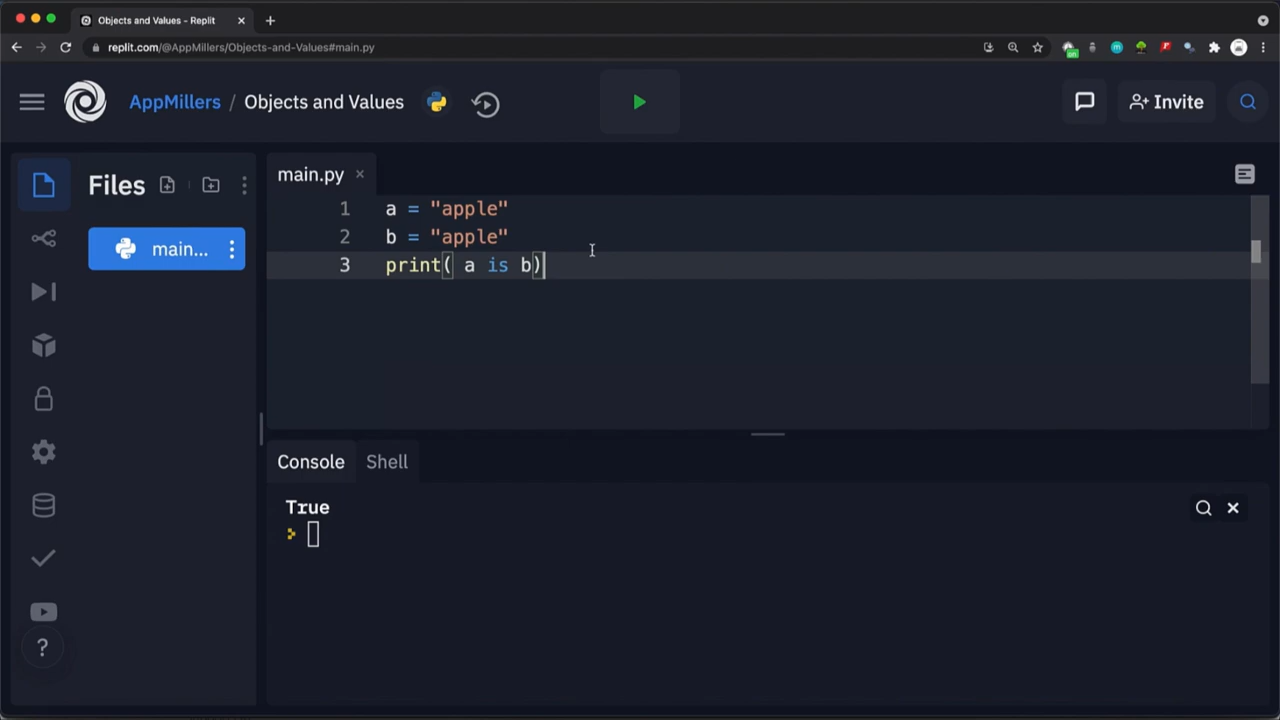 Objects and Values - Replit
replit.com/@AppMillers/Objects-and-Values#main.py
AppMillers / Objects and Values
Invite
Files
main...
main.py
1 a = "apple"
2 b = "apple"
3 print( a is b)
Console Shell
True
?